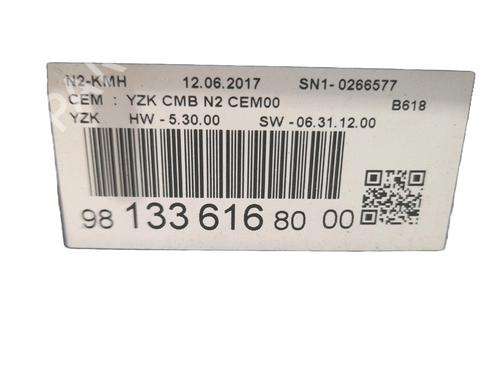 N2-KMH 12.06.2017 SN1- 0266577
CEM : YZK CMB N2 CEM00 B618
YZK HW - 5.30.00 SW - 06.31.12.00
98 133 616 80 00